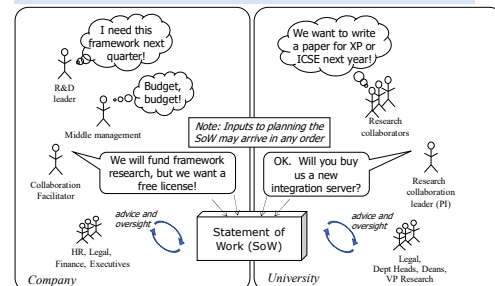 I need this
framework next
quarter!
R&D
leader
Budget,
budget!
Middle management
We want to write
a paper for XP or
ICSE next year!
Research
collaborators
Note: Inputs to planning the
SoW may arrive in any order
We will fund framework
research, but we want a
free license!
Collaboration
Facilitator
OK.  Will you buy
us a new
integration server?
Research
collaboration
leader (PI)
advice and
oversight
HR, Legal,
Finance, Executives
Statement of
Work (SoW)
advice and
oversight
Legal,
Dept Heads, Deans,
VP Research
Company
University